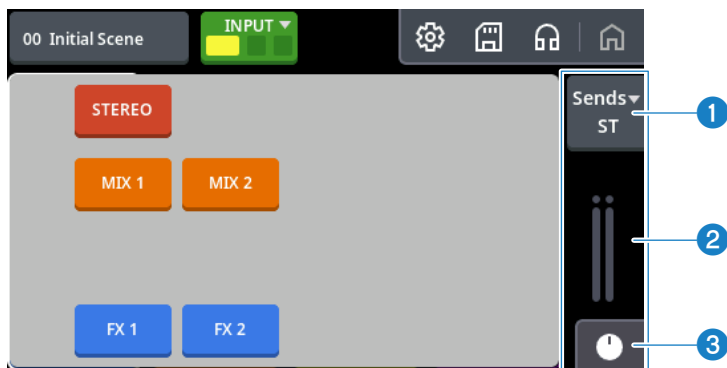 00 Initial Scene
INPUT
Sends
ST
STEREO
MIX 1
MIX 2
FX 1
FX 2
1
2
3